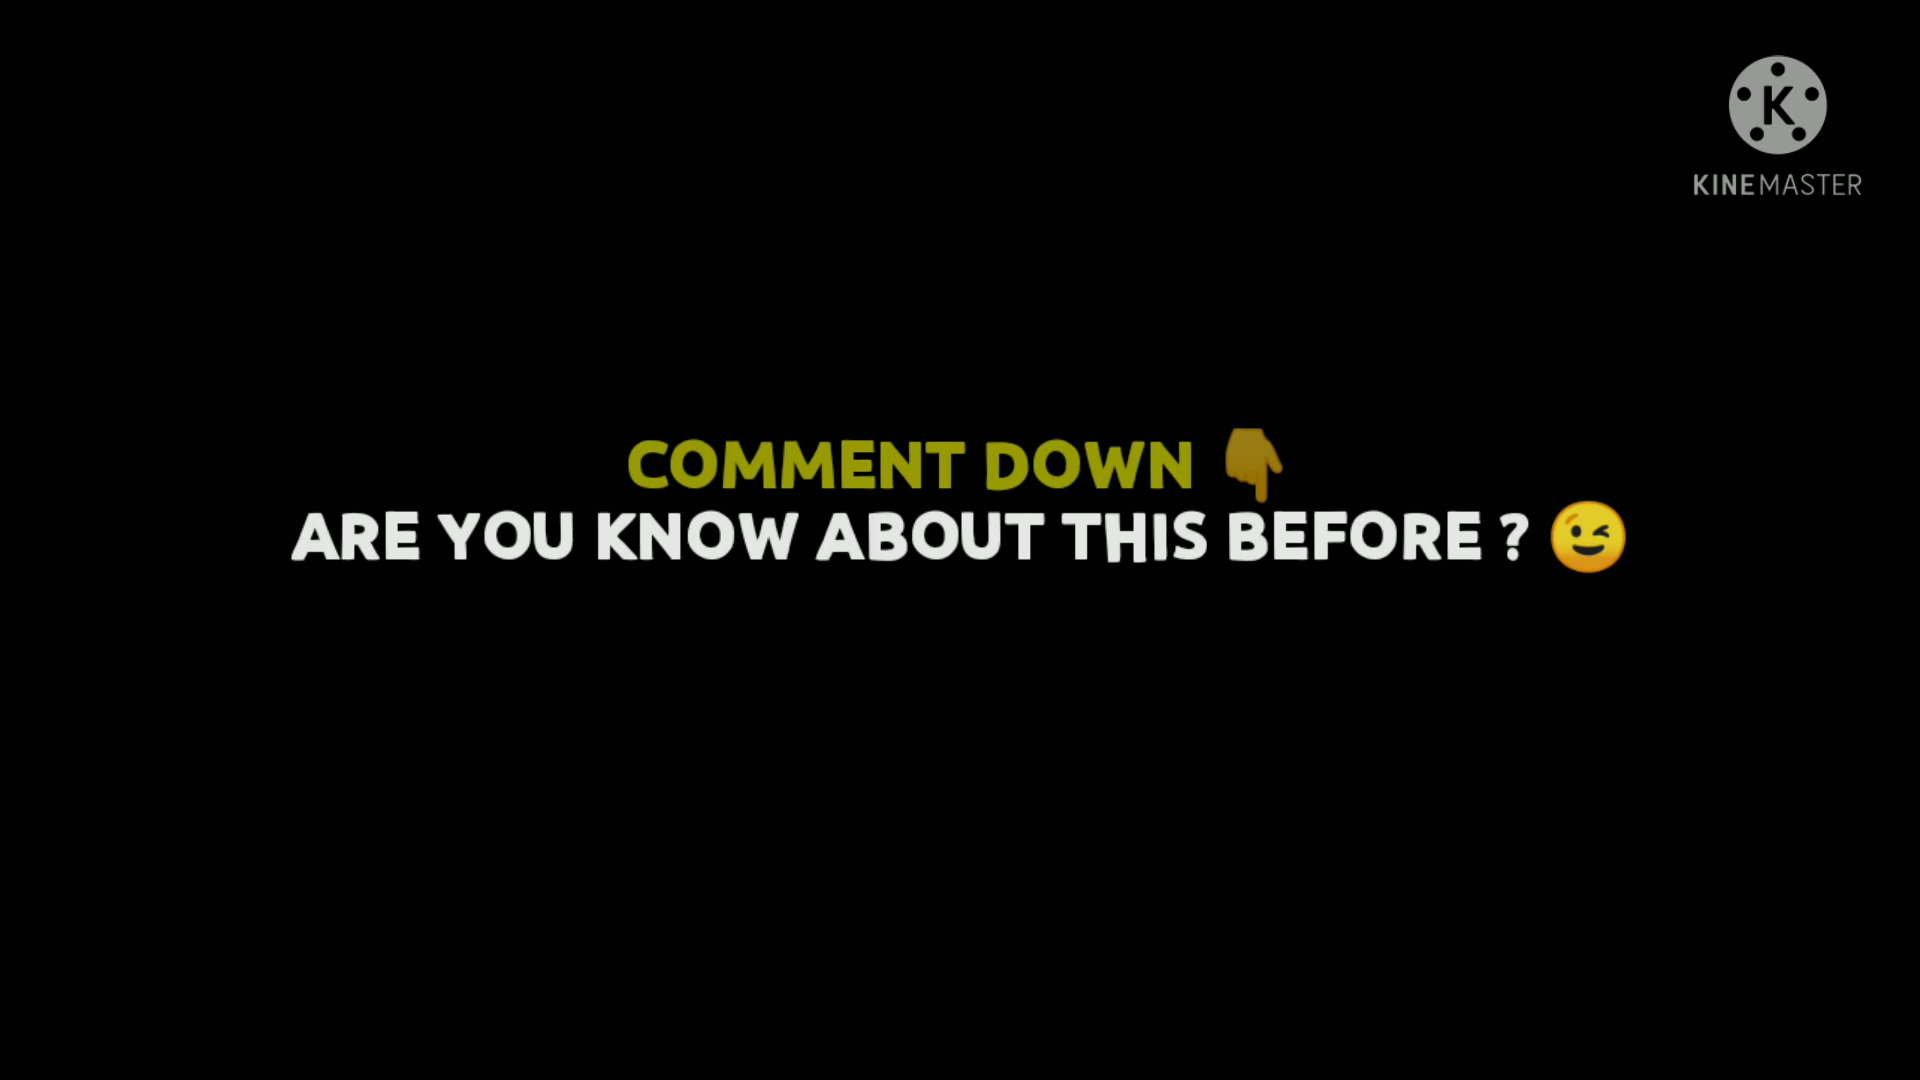 K
KINEMASTER
COMMENT DOWN 👇
ARE YOU KNOW ABOUT THIS BEFORE ? 😉